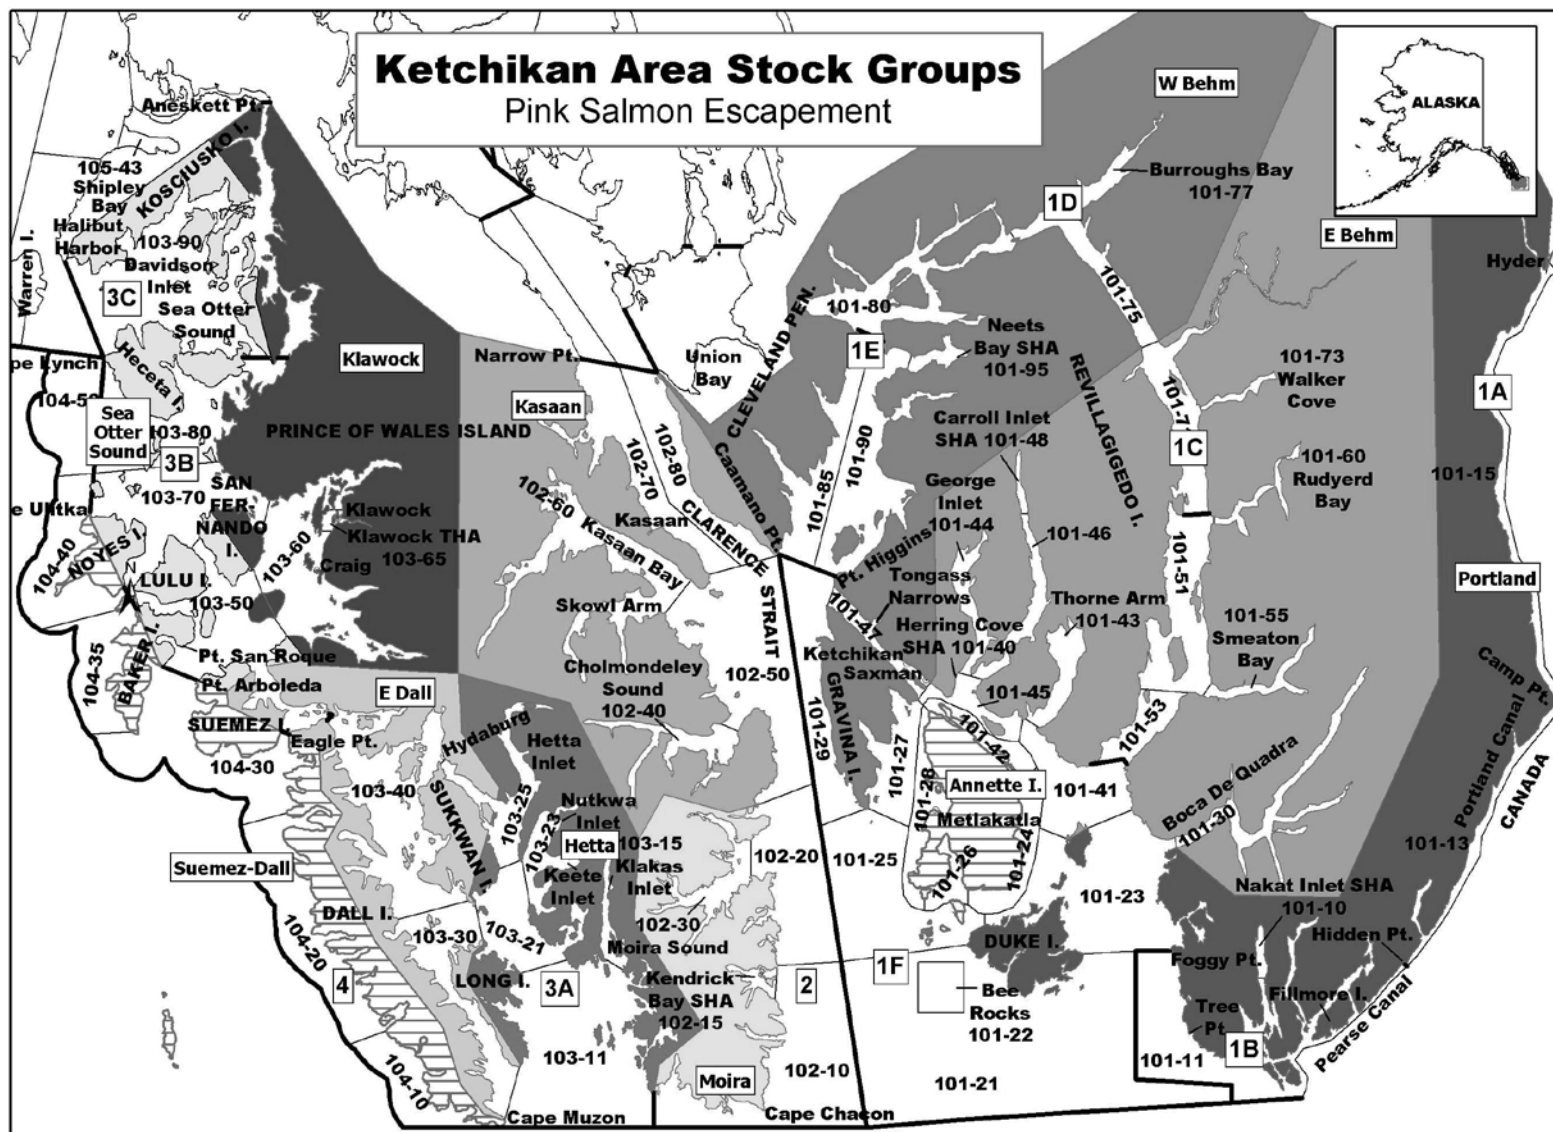 Ketchikan Area Stock Groups
Pink Salmon Escapement
ALASKA
W Behm
Burroughs Bay
101-77
1D
E Behm
Hyder
Aneskett Pt.
105-43
Shipley
Bay
KOSCIUSKO I.
Halibut
Harbor
103-90
Davidson
Inlet
3C
Sea Otter
Sound
Warren I.
Heceta I.
pe Lynch
104-50
Sea
Otter
Sound
103-80
3B
103-70
Klawock
PRINCE OF WALES ISLAND
SAN
FER-
NANDO
I.
Klawock
Klawock THA
103-65
Craig
103-60
e Ulitka
104-40
NOYES I.
N
LULU I.
103-50
104-35
BAKER I.
Pt. San Roque
Pt. Arboleda
SUEMEZ I.
Eagle Pt.
104-30
E Dall
Narrow Pt.
Kasaan
102-80
102-70
102-60
Kasaan
Kasaan Bay
CLARENCE
STRAIT
Skowl Arm
Cholmondeley
Sound
102-40
102-50
Union
Bay
CLEVELAND PEN.
Caamano Pt.
101-80
1E
Neets
Bay SHA
101-95
101-75
101-85
101-90
Carroll Inlet
SHA 101-48
REVILLAGIGEDO I.
George
Inlet
101-44
101-46
101-73
Walker
Cove
1C
101-60
Rudyerd
Bay
101-51
101-55
Smeaton
Bay
101-53
1A
101-15
Portland
Camp Pt.
Portland Canal
CANADA
101-13
Pt. Higgins
Tongass
Narrows
101-47
Herring Cove
SHA 101-40
Thorne Arm
101-43
Ketchikan
Saxman
101-45
101-42
GRAVINA I.
101-29
101-27
101-28
Annette I.
Metlakatla
101-24
101-26
101-41
Boca De Quadra
101-30
Hydaburg
Hetta
Inlet
103-25
103-40
SUKKWAN I.
Nutkwa
Inlet
103-23
Hetta
Keete
Inlet
103-15
Klakas
Inlet
102-20
101-25
101-23
Nakat Inlet SHA
101-10
Hidden Pt.
Suemez-Dall
DALL I.
104-20
103-30
103-21
102-30
Moira Sound
LONG I.
3A
4
Kendrick
Bay SHA
102-15
2
1F
DUKE I.
Bee
Rocks
101-22
Foggy Pt.
Fillmore I.
Tree
Pt.
1B
Pearse Canal
101-11
103-11
104-10
Moira
102-10
101-21
Cape Muzon
Cape Chacon